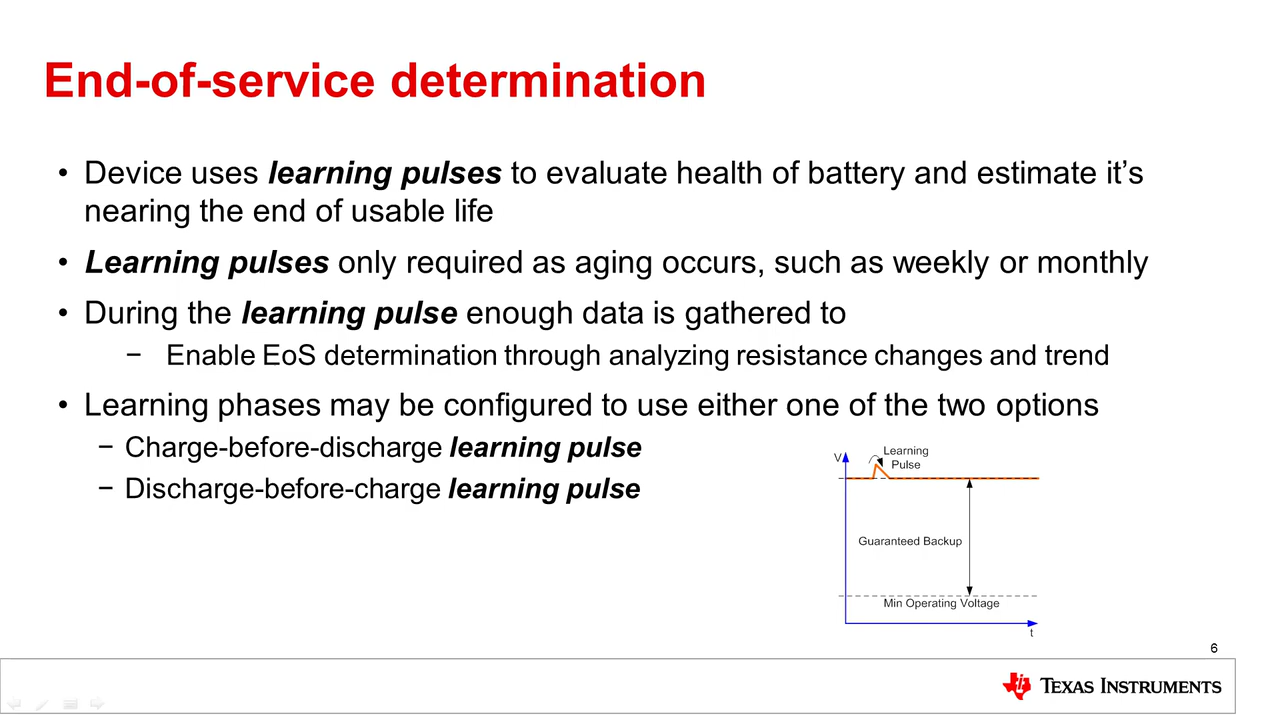 End-of-service determination
• Device uses learning pulses to evaluate health of battery and estimate it’s
nearing the end of usable life
• Learning pulses only required as aging occurs, such as weekly or monthly
• During the learning pulse enough data is gathered to
− Enable EoS determination through analyzing resistance changes and trend
• Learning phases may be configured to use either one of the two options
− Charge-before-discharge learning pulse
− Discharge-before-charge learning pulse
V
Learning
Pulse
Guaranteed Backup
Min Operating Voltage
t
6
TEXAS INSTRUMENTS